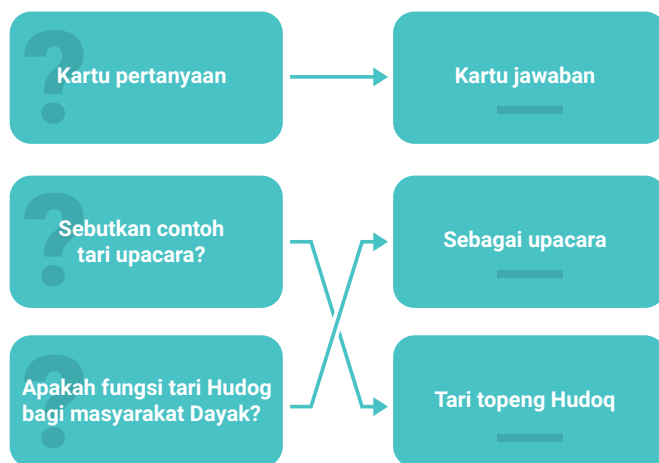 Kartu pertanyaan
Kartu jawaban
Sebutkan contoh
tari upacara?
Sebagai upacara
Apakah fungsi tari Hudog
bagi masyarakat Dayak?
Tari topeng Hudoq